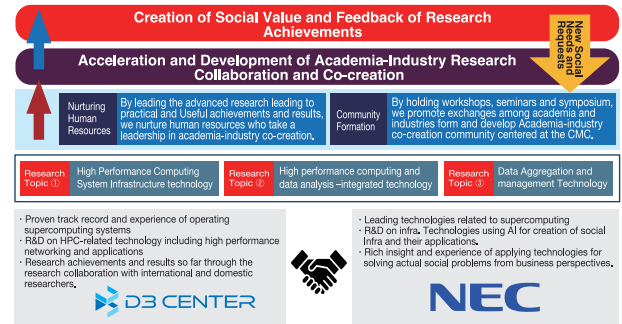 Creation of Social Value and Feedback of Research
Achievements
New Social
Needs and
Requests
Acceleration and Development of Academia-Industry Research
Collaboration and Co-creation
Nurturing
Human
Resources
By leading the advanced research leading to
practical and Useful achievements and results,
we nurture human resources who take a
leadership in academia-industry co-creation.
Community
Formation
By holding workshops, seminars and symposium,
we promote exchanges among academia and
industries form and develop Academia-industry
co-creation community centered at the CMC.
Research
Topic ①
High Performance Computing
System Infrastructure technology
Research
Topic ②
High performance computing and
data analysis –integrated technology
Research
Topic ③
Data Aggregation and
management Technology
· Proven track record and experience of operating
supercomputing systems
· R&D on HPC-related technology including high performance
networking and applications
· Research achievements and results so far through the
research collaboration with international and domestic
researchers.
D3 CENTER
· Leading technologies related to supercomputing
· R&D on infra. Technologies using AI for creation of social
Infra and their applications.
· Rich insight and experience of applying technologies for
solving actual social problems from business perspectives.
NEC